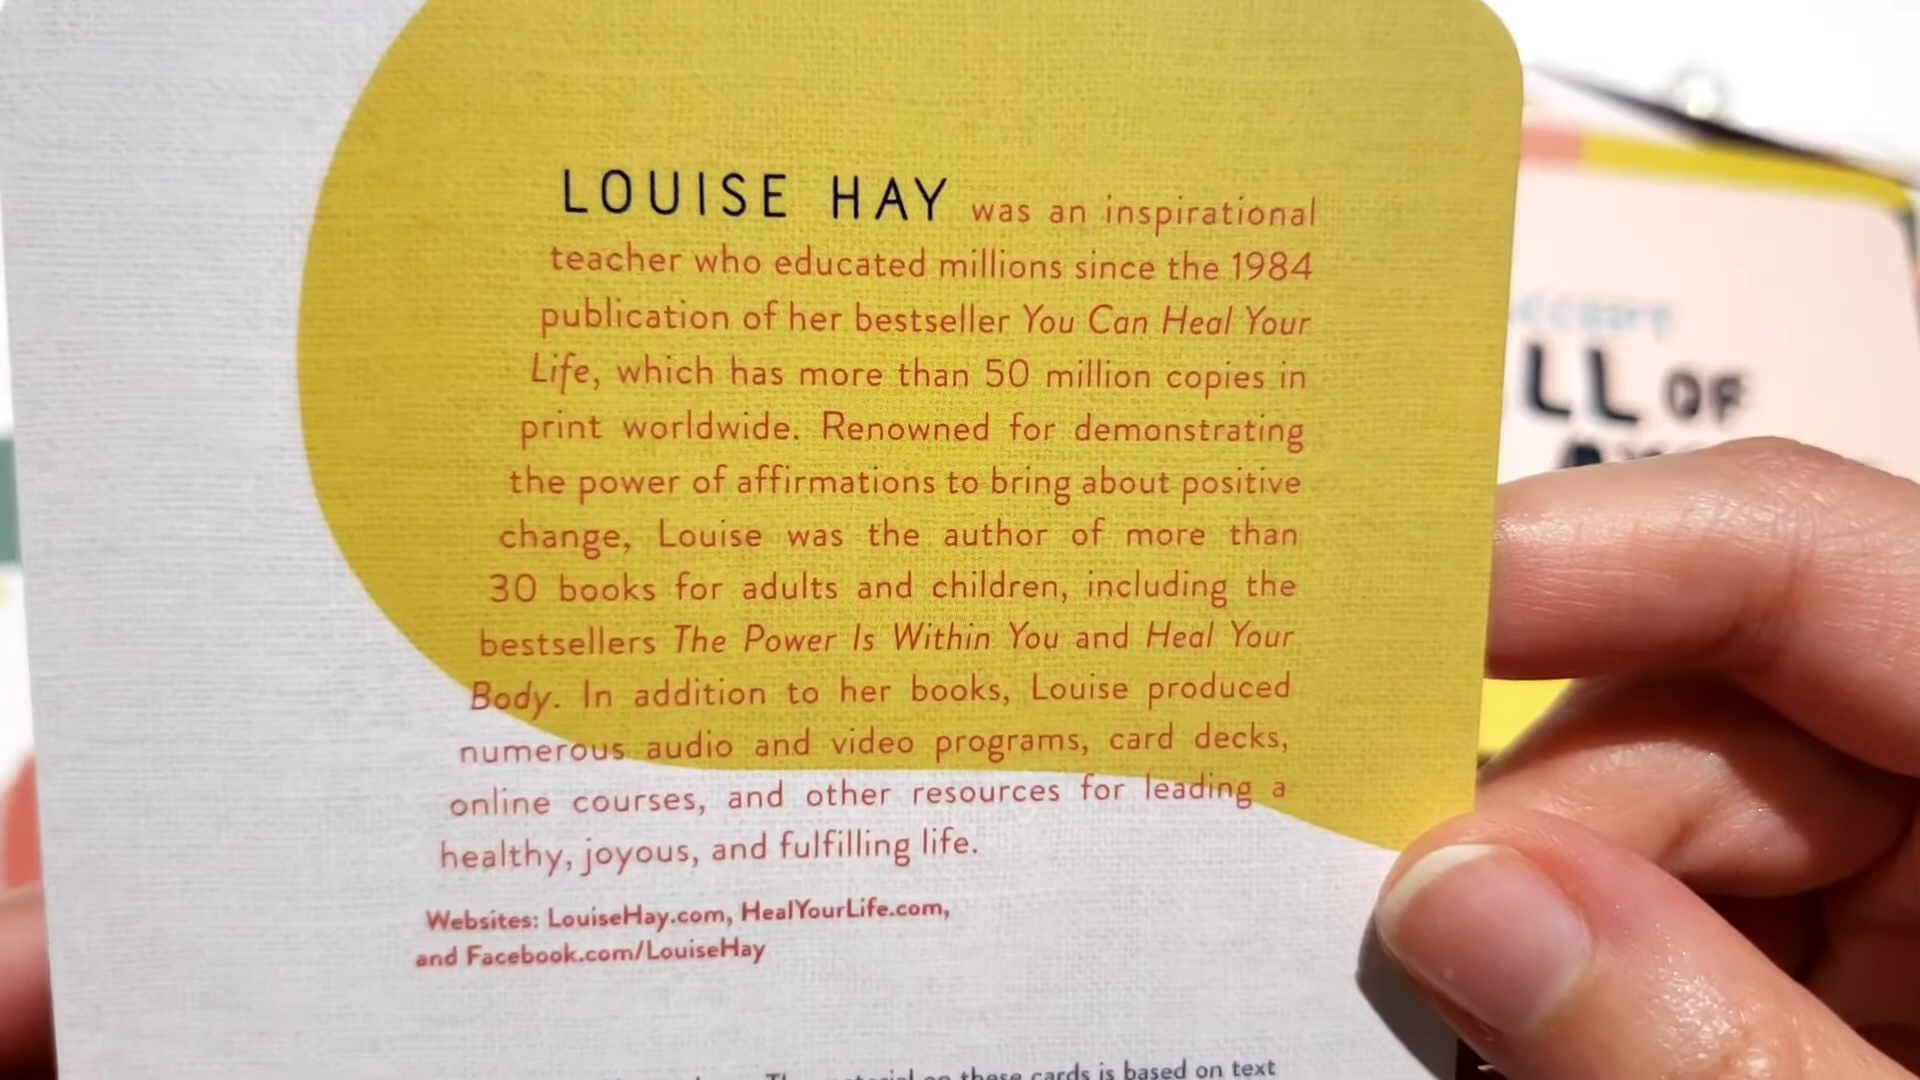 LOUISE HAY was an inspirational
teacher who educated millions since the 1984
publication of her bestseller You Can Heal Your
Life, which has more than 50 million copies in
print worldwide. Renowned for demonstrating
the power of affirmations to bring about positive
change, Louise was the author of more than
30 books for adults and children, including the
bestsellers The Power Is Within You and Heal Your
Body. In addition to her books, Louise produced
numerous audio and video programs, card decks,
online courses, and other resources for leading a
healthy, joyous, and fulfilling life.
Websites: LouiseHay.com, HealYourLife.com,
and Facebook.com/LouiseHay
on these cards is based on text
OF